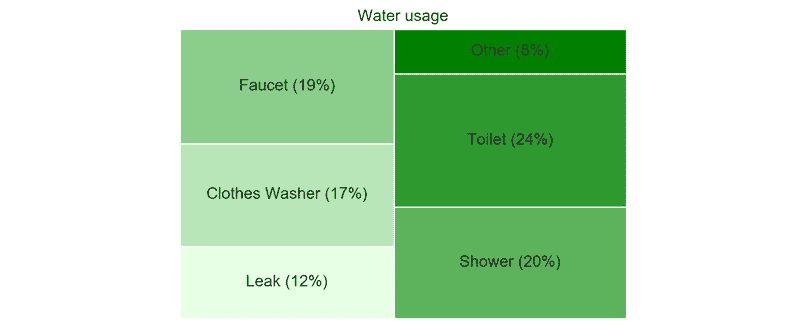 Water usage
Faucet (19%)
Clothes Washer (17%)
Leak (12%)
Other (8%)
Toilet (24%)
Shower (20%)